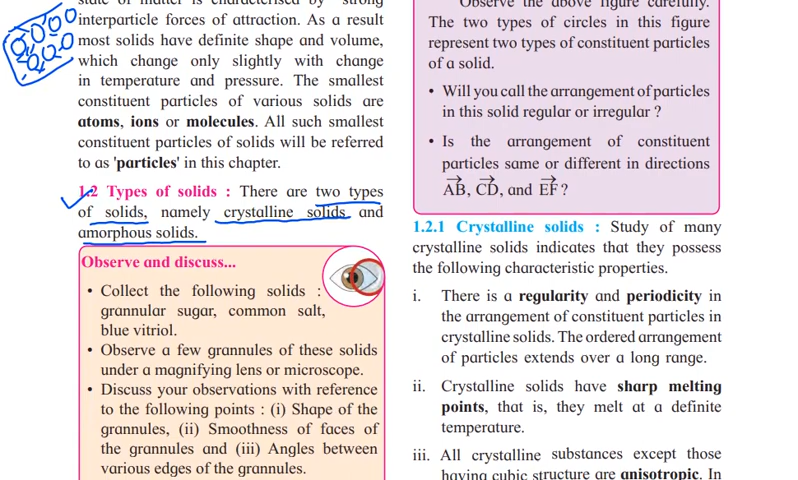 state of matter is characterised by strong
interparticle forces of attraction. As a result
most solids have definite shape and volume,
which change only slightly with change
in temperature and pressure. The smallest
constituent particles of various solids are
atoms, ions or molecules. All such smallest
constituent particles of solids will be referred
to as 'particles' in this chapter.
1.2 Types of solids : There are two types
of solids, namely crystalline solids and
amorphous solids.
Observe and discuss...
• Collect the following solids :
grannular sugar, common salt,
blue vitriol.
• Observe a few grannules of these solids
under a magnifying lens or microscope.
• Discuss your observations with reference
to the following points : (i) Shape of the
grannules, (ii) Smoothness of faces of
the grannules and (iii) Angles between
various edges of the grannules.
Observe the above figure carefully.
The two types of circles in this figure
represent two types of constituent particles
of a solid.
• Will you call the arrangement of particles
in this solid regular or irregular ?
• Is the arrangement of constituent
particles same or different in directions
AB, CD, and EF?
1.2.1 Crystalline solids : Study of many
crystalline solids indicates that they possess
the following characteristic properties.
i. There is a regularity and periodicity in
the arrangement of constituent particles in
crystalline solids. The ordered arrangement
of particles extends over a long range.
ii. Crystalline solids have sharp melting
points, that is, they melt at a definite
temperature.
iii. All crystalline substances except those
having cubic structure are anisotropic. In